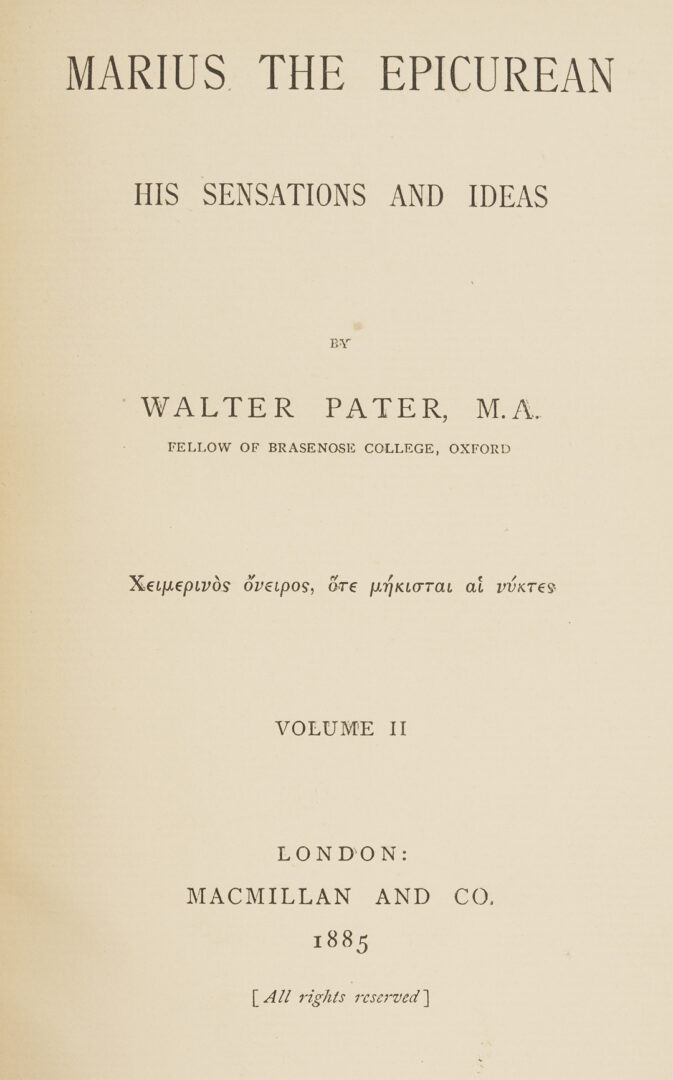 MARIUS THE EPICUREAN
HIS SENSATIONS AND IDEAS
BY
WALTER PATER, M.A.
FELLOW OF BRASENOSE COLLEGE, OXFORD
Χειμερινὸς ὄνειρος, ὅτε μήκισται αἱ νύκτες
VOLUME II
LONDON:
MACMILLAN AND CO.
1885
[All rights reserved]